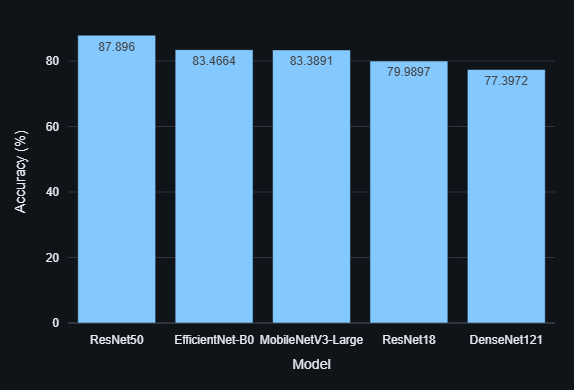 87.896
83.4664
83.3891
79.9897
77.3972
80
60
40
20
0
Accuracy (%)
ResNet50
EfficientNet-B0
MobileNetV3-Large
ResNet18
DenseNet121
Model